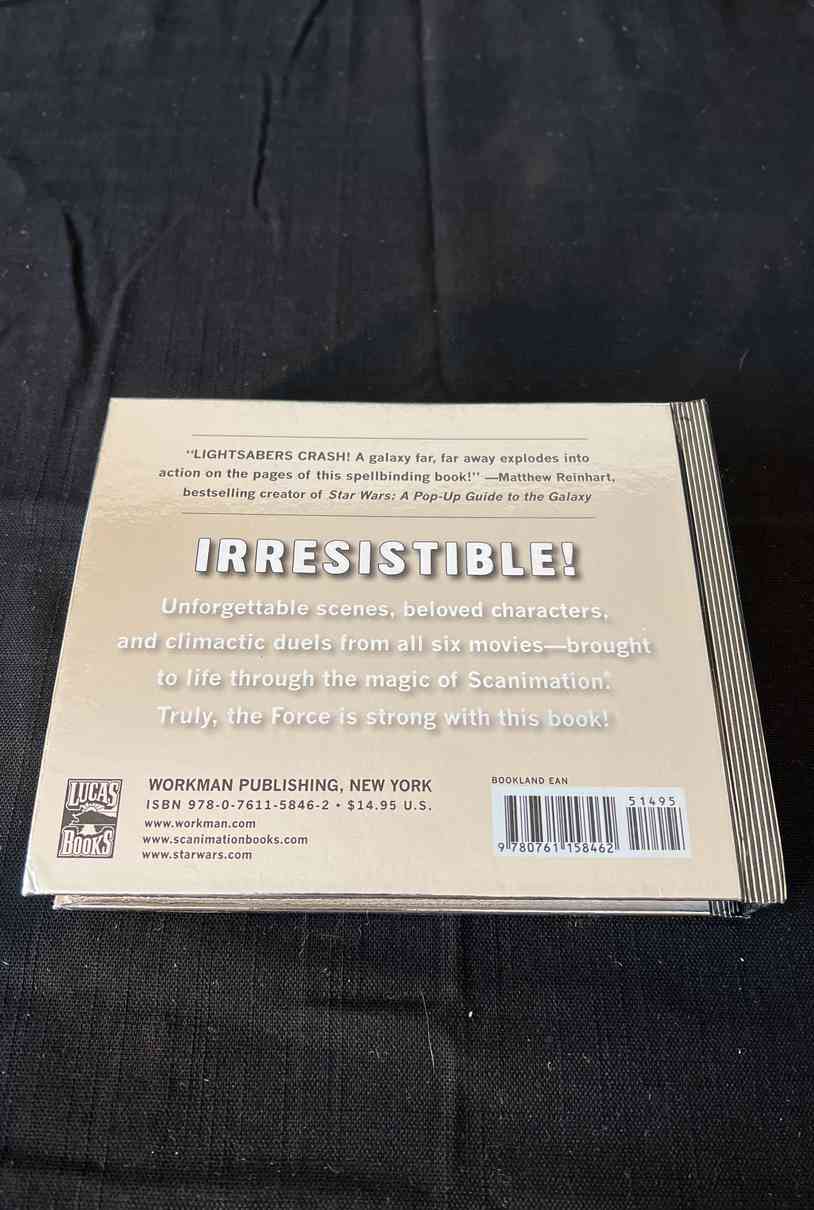 “LIGHTSABERS CRASH! A galaxy far, far away explodes into
action on the pages of this spellbinding book!” —Matthew Reinhart,
bestselling creator of Star Wars: A Pop-Up Guide to the Galaxy
IRRESISTIBLE!
Unforgettable scenes, beloved characters,
and climactic duels from all six movies—brought
to life through the magic of Scanimation®.
Truly, the Force is strong with this book!
LUCAS
BOOKS
WORKMAN PUBLISHING, NEW YORK
ISBN 978-0-7611-5846-2 • $14.95 U.S.
www.workman.com
www.scanimationbooks.com
www.starwars.com
BOOKLAND EAN
51495
9 780761 158462